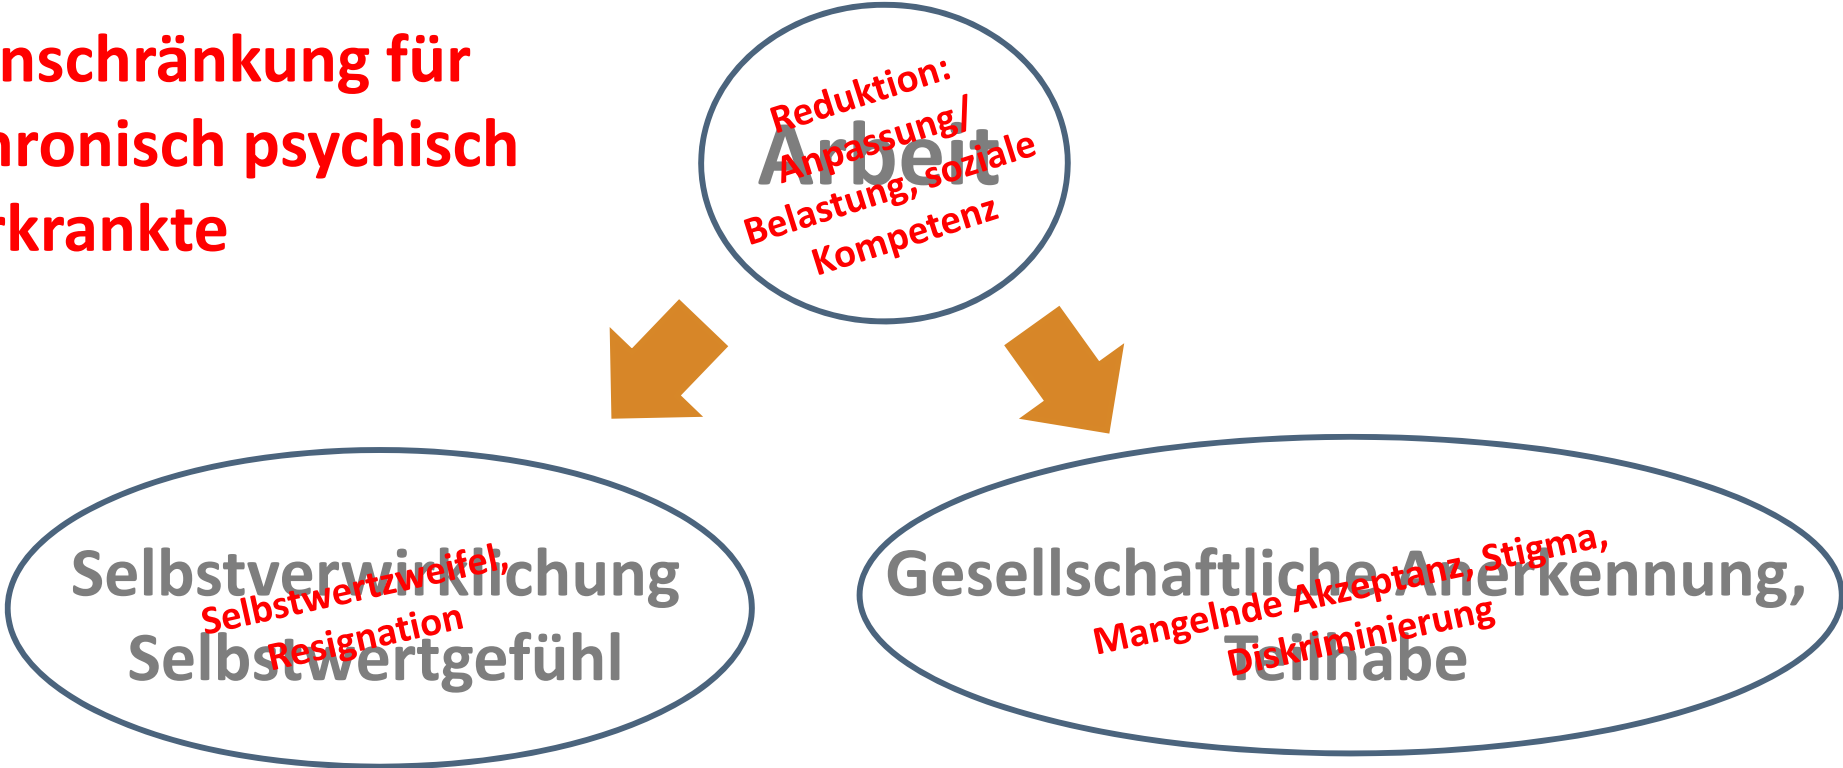 nschränkung für
hronisch psychisch
rkrankte
Reduktion:
Anpassung/
Belastung, soziale
Kompetenz
Arbeit
Selbstverwirklichung
Selbstwertgefühl
Selbstwertzweifel,
Resignation
Gesellschaftliche Anerkennung,
Teilhabe
Mangelnde Akzeptanz, Stigma,
Diskriminierung